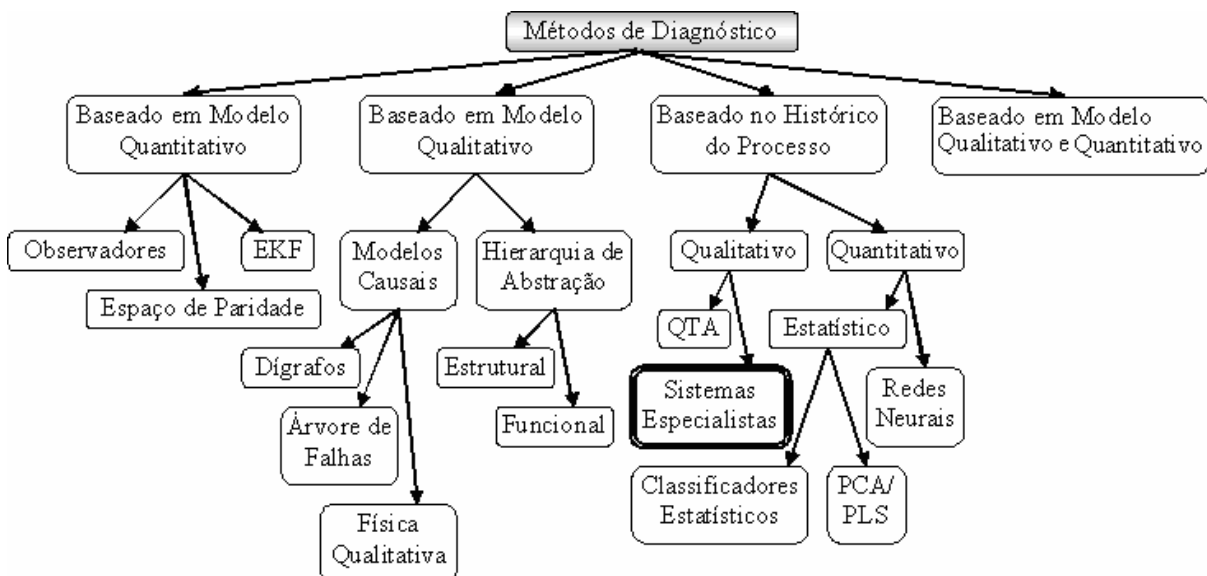 Métodos de Diagnóstico
Baseado em Modelo
Quantitativo
Baseado em Modelo
Qualitativo
Baseado no Histórico
do Processo
Baseado em Modelo
Qualitativo e Quantitativo
Observadores
EKF
Espaço de Paridade
Modelos
Causais
Hierarquia de
Abstração
Qualitativo
Quantitativo
QTA
Estatístico
Dígrafos
Estrutural
Sistemas
Especialistas
Redes
Neurais
Árvore de
Falhas
Funcional
Classificadores
Estatísticos
PCA/
PLS
Física
Qualitativa